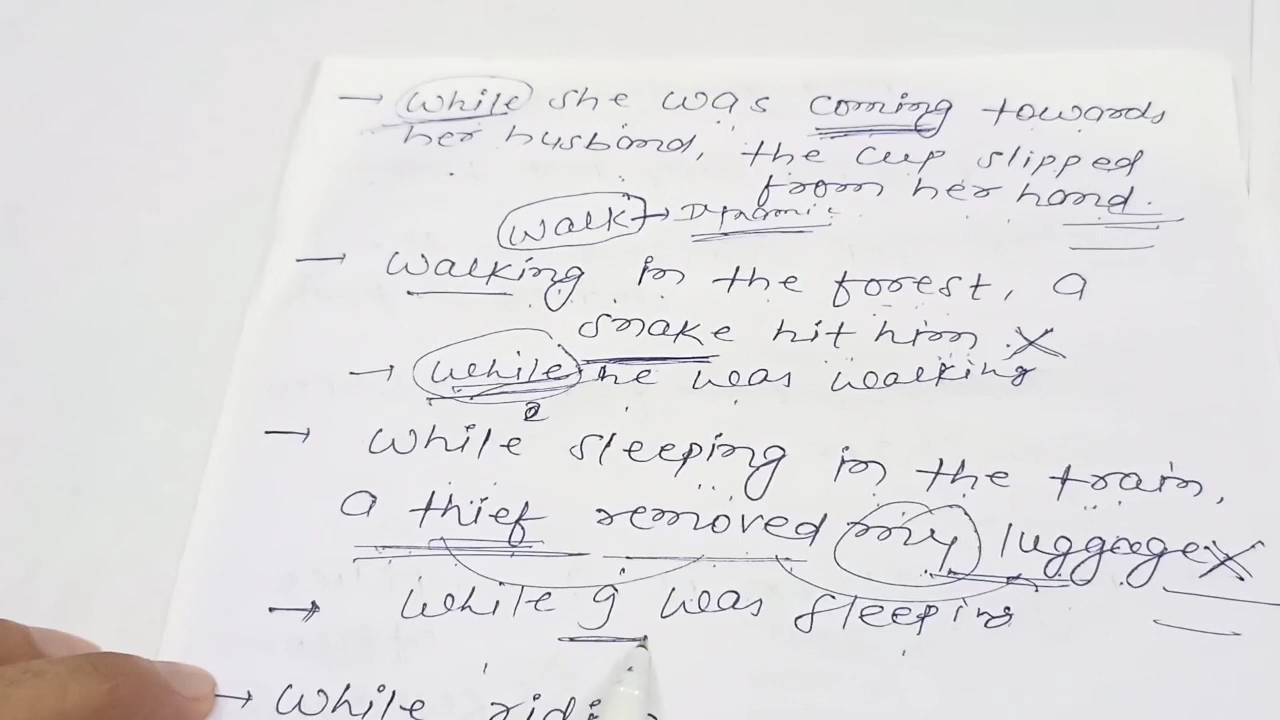 → While she was coming towards
her husband, the cup slipped
from her hand.
Walk → Dynamic
→ Walking in the forest, a
snake hit him. X
→ While he was walking
→ While sleeping in the train,
a thief removed my luggage X
→ While I was sleeping
→ While